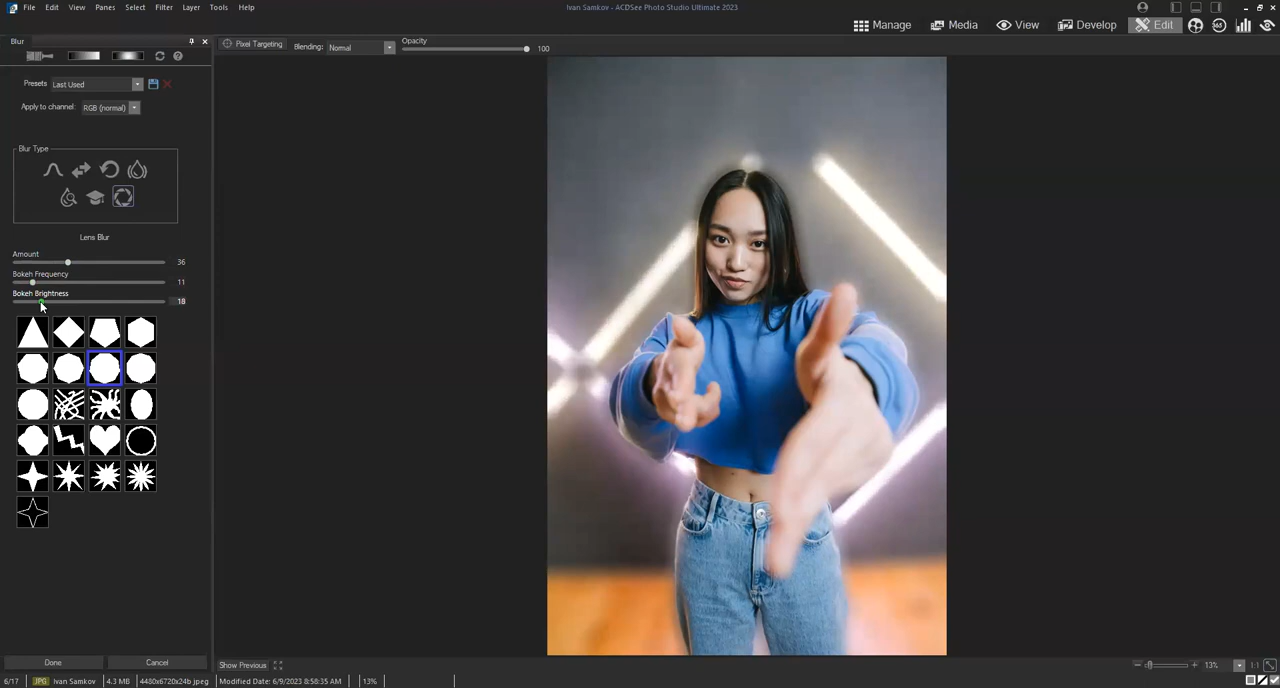 File Edit View Panes Select Filter Layer Tools Help
Ivan Samkov - ACDSee Photo Studio Ultimate 2023
Manage Media View Develop Edit 365
Blur
Pixel Targeting Blending: Normal Opacity 100
Presets Last Used
Apply to channel: RGB (normal)
Blur Type
Lens Blur
Amount
36
Bokeh Frequency
11
Bokeh Brightness
18
Done Cancel
Show Previous
13% 1:1
6/17 JPG Ivan Samkov 4.3 MB 4480x6720x24b jpeg Modified Date: 6/9/2023 8:58:35 AM 13%